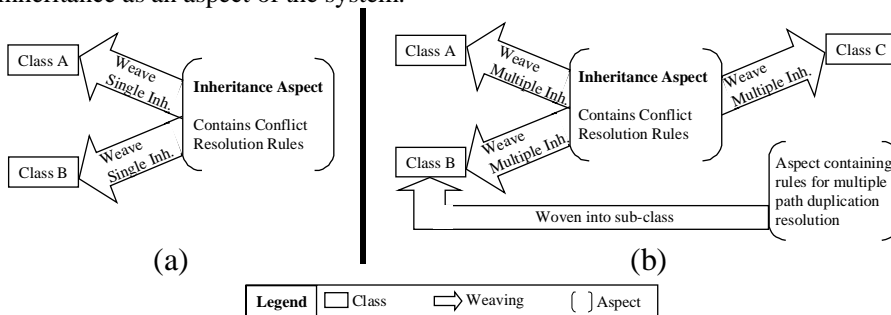 inheritance as an aspect of the system.
Class A
Weave
Single Inh.
Inheritance Aspect
Contains Conflict
Resolution Rules
Class B
Weave
Single Inh.
(a)
Class A
Weave
Multiple Inh.
Inheritance Aspect
Contains Conflict
Resolution Rules
Weave
Multiple Inh.
Class C
Class B
Weave
Multiple Inh.
Aspect containing
rules for multiple
path duplication
resolution
Woven into sub-class
(b)
Legend
Class
Weaving
Aspect